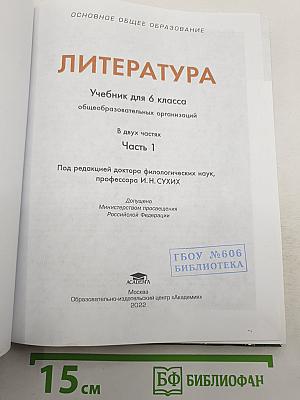 ОСНОВНОЕ ОБЩЕЕ ОБРАЗОВАНИЕ
ЛИТЕРАТУРА
Учебник для 6 класса
общеобразовательных организаций
В двух частях
Часть 1
Под редакцией доктора филологических наук,
профессора И. Н. СУХИХ
Допущено
Министерством просвещения
Российской Федерации
ГБОУ №606
БИБЛИОТЕКА
ACADEMIA
Москва
Образовательно-издательский центр «Академия»
2022
15 см
БФ БИБЛИОФАН